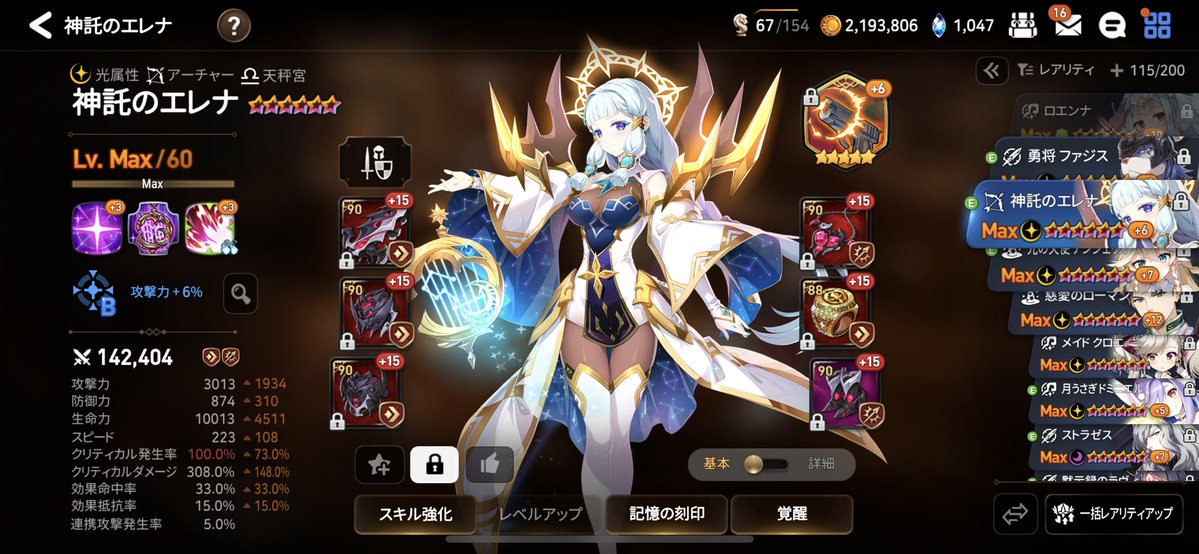 神託のエレナ ?
67/154 2,193,806 1,047 16
光属性 アーチャー 天秤宮
神託のエレナ
Lv. Max/60
Max
+3 +3
B 攻撃力+6%
142,404
攻撃力 3013 1934
防御力 874 310
生命力 10013 4511
スピード 223 108
クリティカル発生率 100.0% 73.0%
クリティカルダメージ 308.0% 148.0%
効果命中率 33.0% 33.0%
効果抵抗率 15.0% 15.0%
連携攻撃発生率 5.0%
90 +15
90 +15
90 +15
+6
90 +15
88 +15
90 +15
基本 詳細
スキル強化 レベルアップ 記憶の刻印 覚醒
レアリティ + 115/200
ロエンナ
Max +10
E 勇将 ファジス
E 神託のエレナ
Max +6
E
Max +7
慈愛のローマン
Max +12
メイド クロエ
Max
E 月うさぎドミニエル
Max +5
E ストラゼス
Max +2
一括レアリティアップ